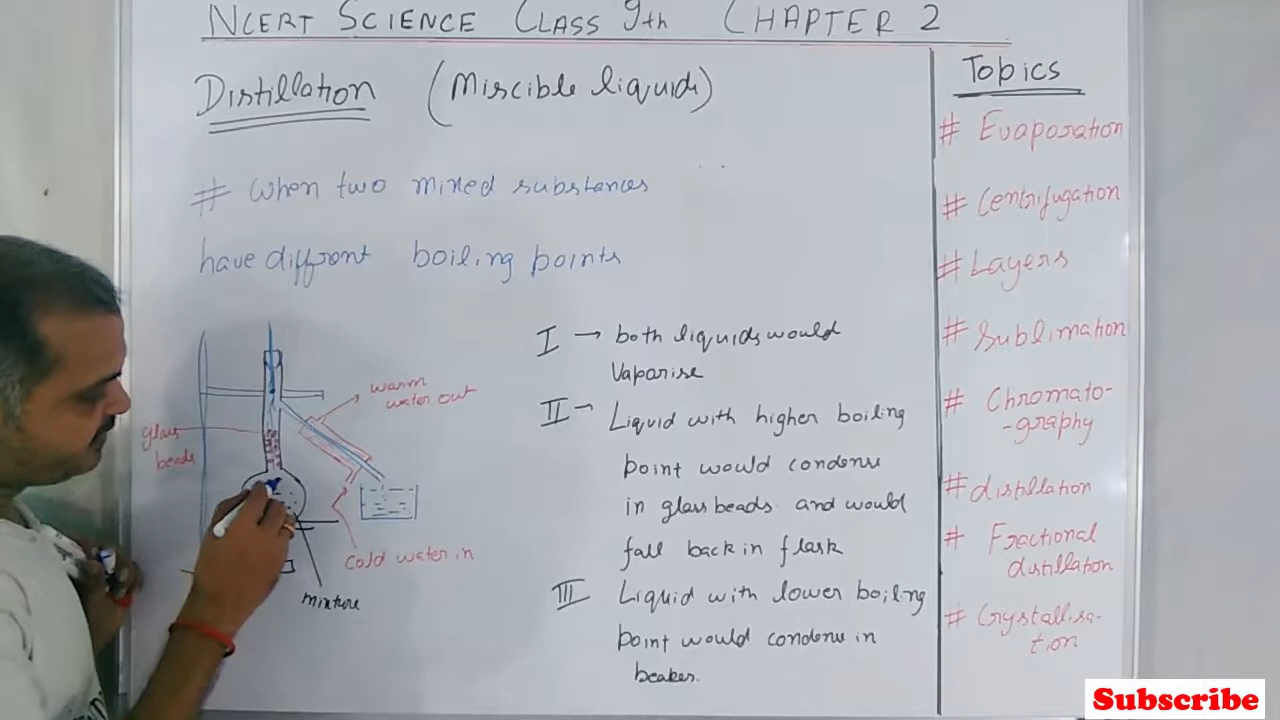 NCERT SCIENCE CLASS 9th CHAPTER 2
Distillation (Miscible liquids)
# When two mixed substances
have diffront boiling points
warm
water out
glass
beads
cold water in
mixture
I → both liquids would
Vaparise
II → Liquid with higher boiling
point would condense
in glass beads. and would
fall back in flask
III Liquid with lower boiling
point would condense in
beaker.
Topics
# Evaporation
# Centrifugation
# Layers
# Sublimation
# Chromato-
-graphy
# distillation
# Fractional
distillation
# Crystallisa-
tion
Subscribe